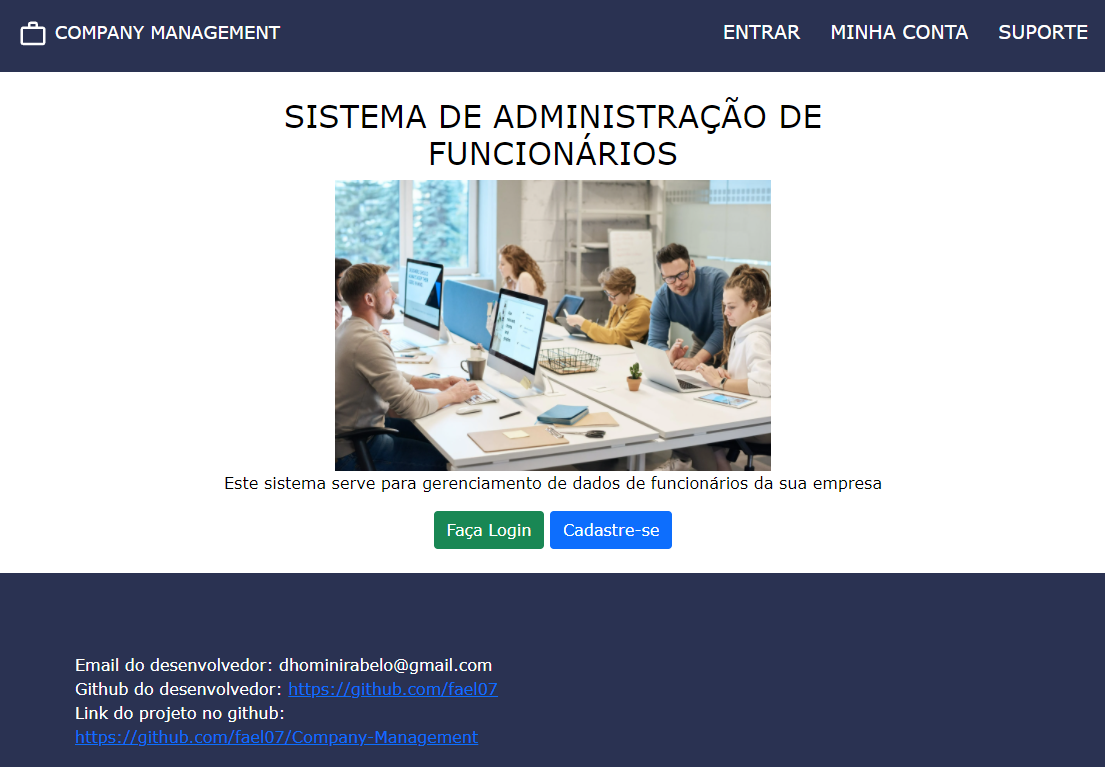 COMPANY MANAGEMENT
ENTRAR MINHA CONTA SUPORTE
SISTEMA DE ADMINISTRAÇÃO DE
FUNCIONÁRIOS
Este sistema serve para gerenciamento de dados de funcionários da sua empresa
Faça Login Cadastre-se
Email do desenvolvedor: dhominirabelo@gmail.com
Github do desenvolvedor: https://github.com/fael07
Link do projeto no github:
https://github.com/fael07/Company-Management